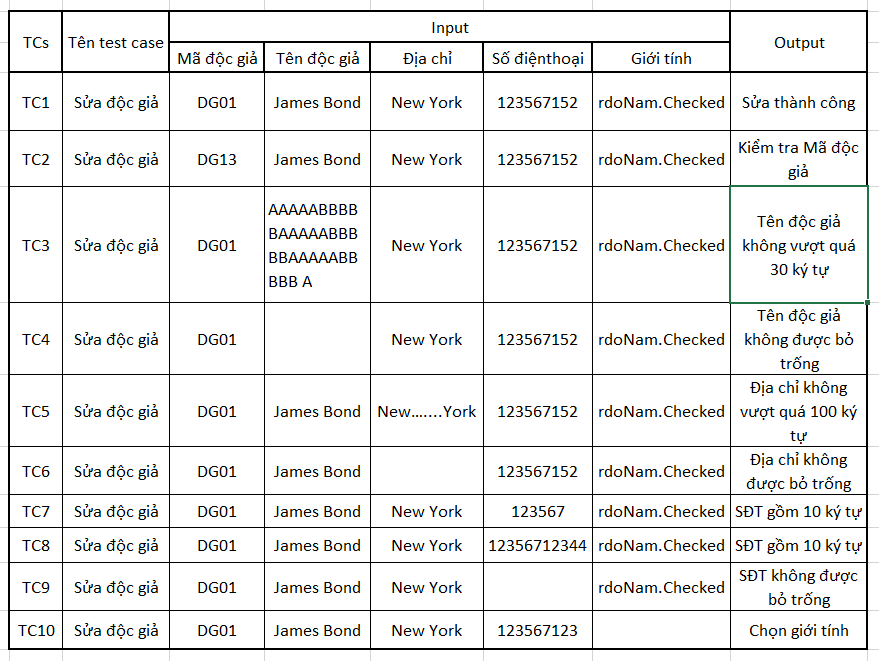 TCs Tên test case Input Output
Mã độc giả Tên độc giả Địa chỉ Số điệnthoại Giới tính
TC1 Sửa độc giả DG01 James Bond New York 123567152 rdoNam.Checked Sửa thành công
TC2 Sửa độc giả DG13 James Bond New York 123567152 rdoNam.Checked Kiểm tra Mã độc
giả
TC3 Sửa độc giả DG01 AAAAABBBB
BAAAAABBB
BBAAAAABB
BBB A
New York 123567152 rdoNam.Checked Tên độc giả
không vượt quá
30 ký tự
TC4 Sửa độc giả DG01 New York 123567152 rdoNam.Checked Tên độc giả
không được bỏ
trống
TC5 Sửa độc giả DG01 James Bond New…....York 123567152 rdoNam.Checked Địa chỉ không
vượt quá 100 ký
tự
TC6 Sửa độc giả DG01 James Bond 123567152 rdoNam.Checked Địa chỉ không
được bỏ trống
TC7 Sửa độc giả DG01 James Bond New York 123567 rdoNam.Checked SĐT gồm 10 ký tự
TC8 Sửa độc giả DG01 James Bond New York 12356712344 rdoNam.Checked SĐT gồm 10 ký tự
TC9 Sửa độc giả DG01 James Bond New York rdoNam.Checked SĐT không được
bỏ trống
TC10 Sửa độc giả DG01 James Bond New York 123567123 Chọn giới tính